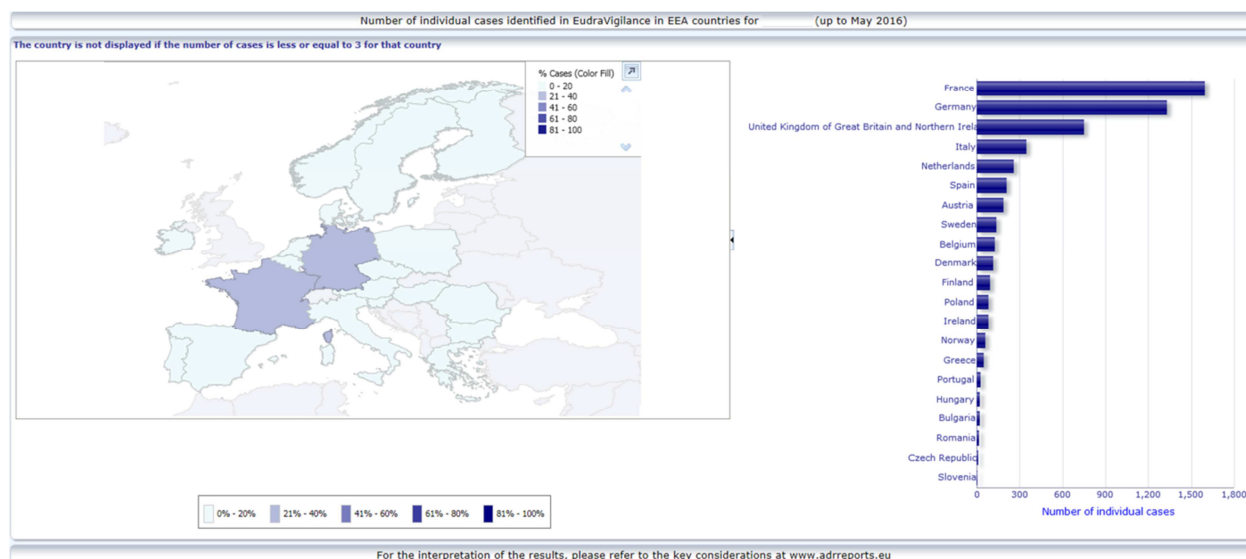 Number of individual cases identified in EudraVigilance in EEA countries for (up to May 2016)
The country is not displayed if the number of cases is less or equal to 3 for that country
% Cases (Color Fill)
0 - 20
21 - 40
41 - 60
61 - 80
81 - 100
0% - 20%
21% - 40%
41% - 60%
61% - 80%
81% - 100%
France
Germany
United Kingdom of Great Britain and Northern Irela
Italy
Netherlands
Spain
Austria
Sweden
Belgium
Denmark
Finland
Poland
Ireland
Norway
Greece
Portugal
Hungary
Bulgaria
Romania
Czech Republic
Slovenia
0 300 600 900 1,200 1,500 1,800
Number of individual cases
For the interpretation of the results, please refer to the key considerations at www.adrreports.eu